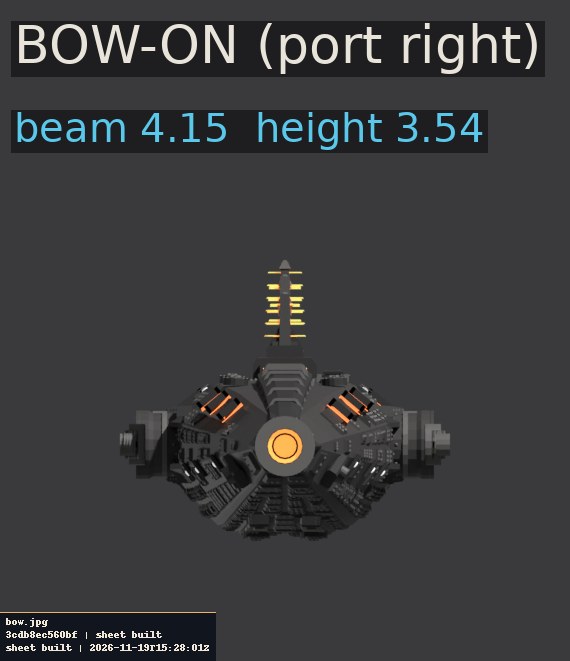 BOW-ON (port right)
beam 4.15  height 3.54
bow.jpg
3cdb8ec560bf | sheet built
sheet built | 2026-11-19T15:28:01Z